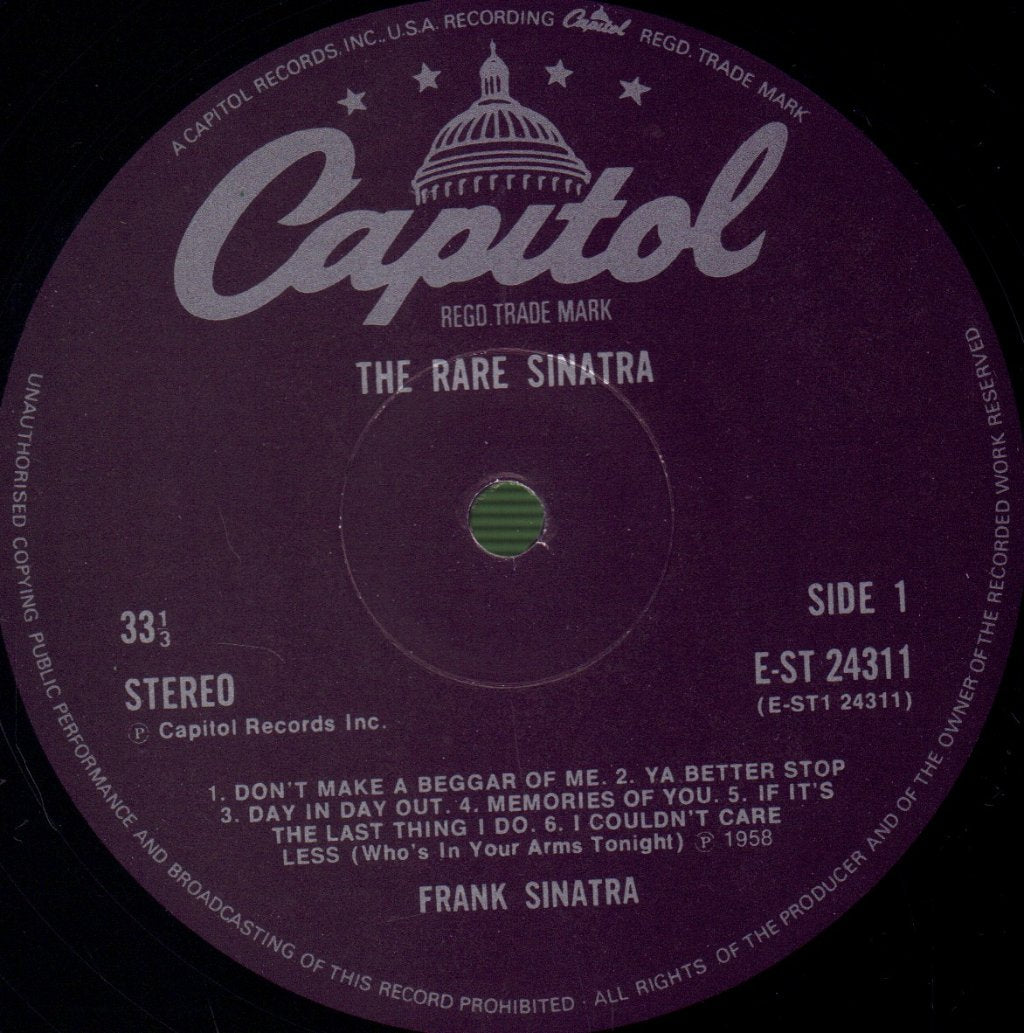 A CAPITOL RECORDS, INC., U.S.A. RECORDING Capitol REGD. TRADE MARK
Capitol
REGD. TRADE MARK
THE RARE SINATRA
33 1/3
SIDE 1
STEREO
E-ST 24311
(E-ST1 24311)
Ⓟ Capitol Records Inc.
1. DON'T MAKE A BEGGAR OF ME. 2. YA BETTER STOP
3. DAY IN DAY OUT. 4. MEMORIES OF YOU. 5. IF IT'S
THE LAST THING I DO. 6. I COULDN'T CARE
LESS (Who's In Your Arms Tonight) Ⓟ 1958
FRANK SINATRA
UNAUTHORISED COPYING PUBLIC PERFORMANCE AND BROADCASTING OF THIS RECORD PROHIBITED · ALL RIGHTS OF THE PRODUCER AND OF THE OWNER OF THE RECORDED WORK RESERVED